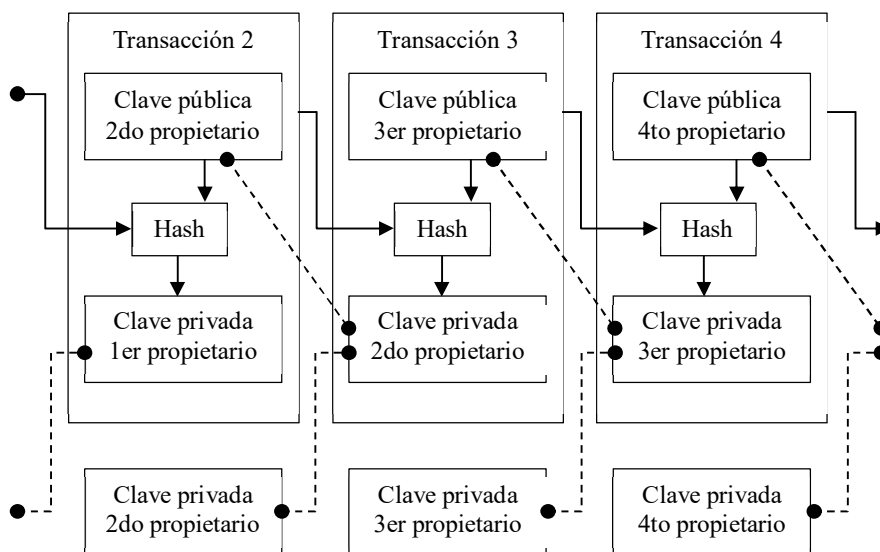 Transacción 2
Transacción 3
Transacción 4
Clave pública
2do propietario
Clave pública
3er propietario
Clave pública
4to propietario
Hash
Hash
Hash
Clave privada
1er propietario
Clave privada
2do propietario
Clave privada
3er propietario
Clave privada
2do propietario
Clave privada
3er propietario
Clave privada
4to propietario